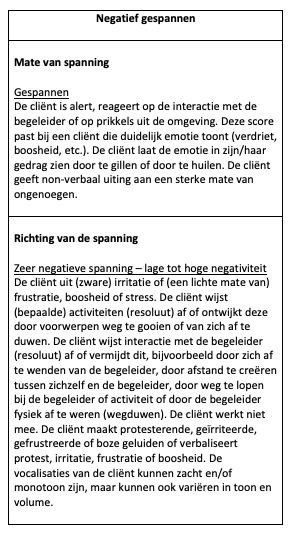 Negatief gespannen
Mate van spanning
Gespannen
De cliënt is alert, reageert op de interactie met de
begeleider of op prikkels uit de omgeving. Deze score
past bij een cliënt die duidelijk emotie toont (verdriet,
boosheid, etc.). De cliënt laat de emotie in zijn/haar
gedrag zien door te gillen of door te huilen. De cliënt
geeft non-verbaal uiting aan een sterke mate van
ongenoegen.
Richting van de spanning
Zeer negatieve spanning – lage tot hoge negativiteit
De cliënt uit (zware) irritatie of (een lichte mate van)
frustratie, boosheid of stress. De cliënt wijst
(bepaalde) activiteiten (resoluut) af of ontwijkt deze
door voorwerpen weg te gooien of van zich af te
duwen. De cliënt wijst interactie met de begeleider
(resoluut) af of vermijdt dit, bijvoorbeeld door zich af
te wenden van de begeleider, door afstand te creëren
tussen zichzelf en de begeleider, door weg te lopen
bij de begeleider of activiteit of door de begeleider
fysiek af te weren (wegduwen). De cliënt werkt niet
mee. De cliënt maakt protesterende, geïrriteerde,
gefrustreerde of boze geluiden of verbaliseert
protest, irritatie, frustratie of boosheid. De
vocalisaties van de cliënt kunnen zacht en/of
monotoon zijn, maar kunnen ook variëren in toon en
volume.